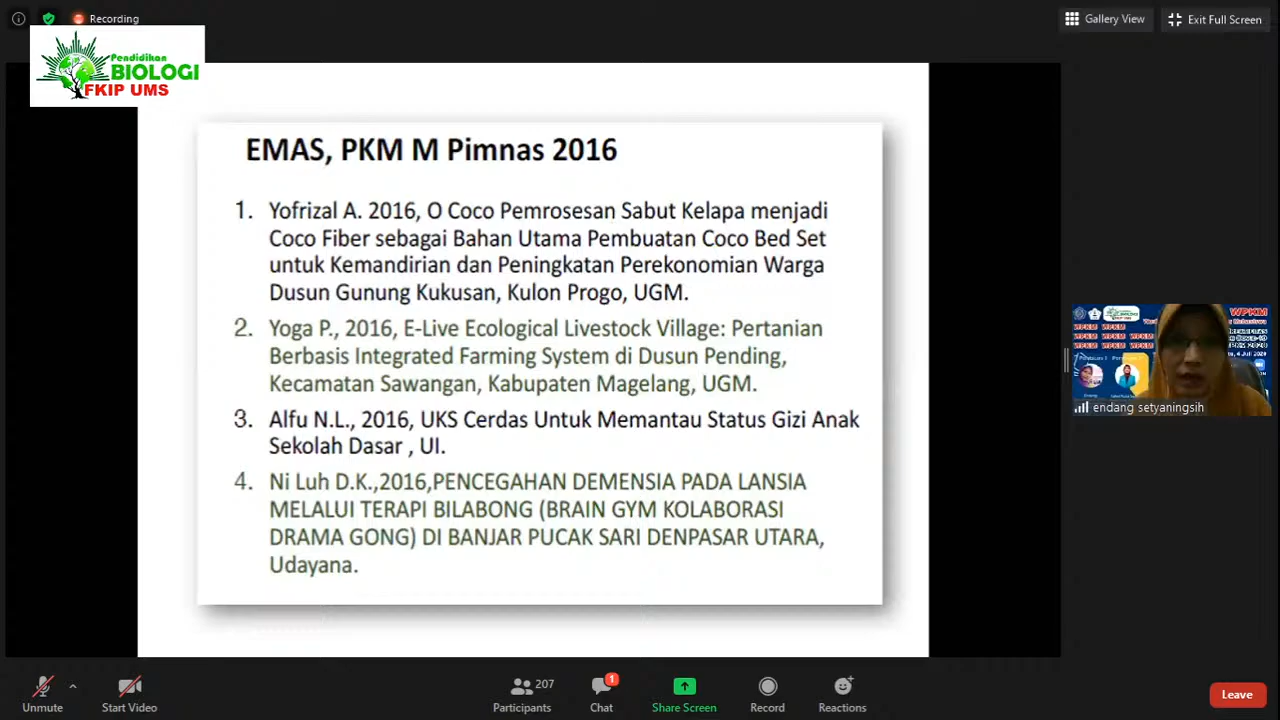 Recording
Gallery View
Exit Full Screen
Pendidikan
BIOLOGI
FKIP UMS
EMAS, PKM M Pimnas 2016
1. Yofrizal A. 2016, O Coco Pemrosesan Sabut Kelapa menjadi
Coco Fiber sebagai Bahan Utama Pembuatan Coco Bed Set
untuk Kemandirian dan Peningkatan Perekonomian Warga
Dusun Gunung Kukusan, Kulon Progo, UGM.
2. Yoga P., 2016, E-Live Ecological Livestock Village: Pertanian
Berbasis Integrated Farming System di Dusun Pending,
Kecamatan Sawangan, Kabupaten Magelang, UGM.
3. Alfu N.L., 2016, UKS Cerdas Untuk Memantau Status Gizi Anak
Sekolah Dasar , UI.
4. Ni Luh D.K.,2016,PENCEGAHAN DEMENSIA PADA LANSIA
MELALUI TERAPI BILABONG (BRAIN GYM KOLABORASI
DRAMA GONG) DI BANJAR PUCAK SARI DENPASAR UTARA,
Udayana.
WPKM
endang setyaningsih
Unmute
Start Video
207
Participants
1
Chat
Share Screen
Record
Reactions
Leave